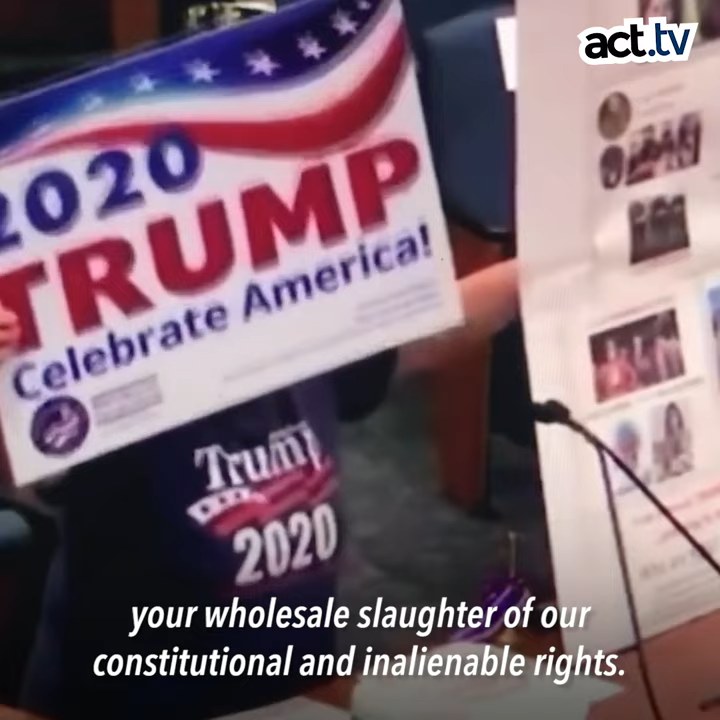 act.tv
2020
TRUMP
Celebrate America!
Trump
2020
your wholesale slaughter of our
constitutional and inalienable rights.